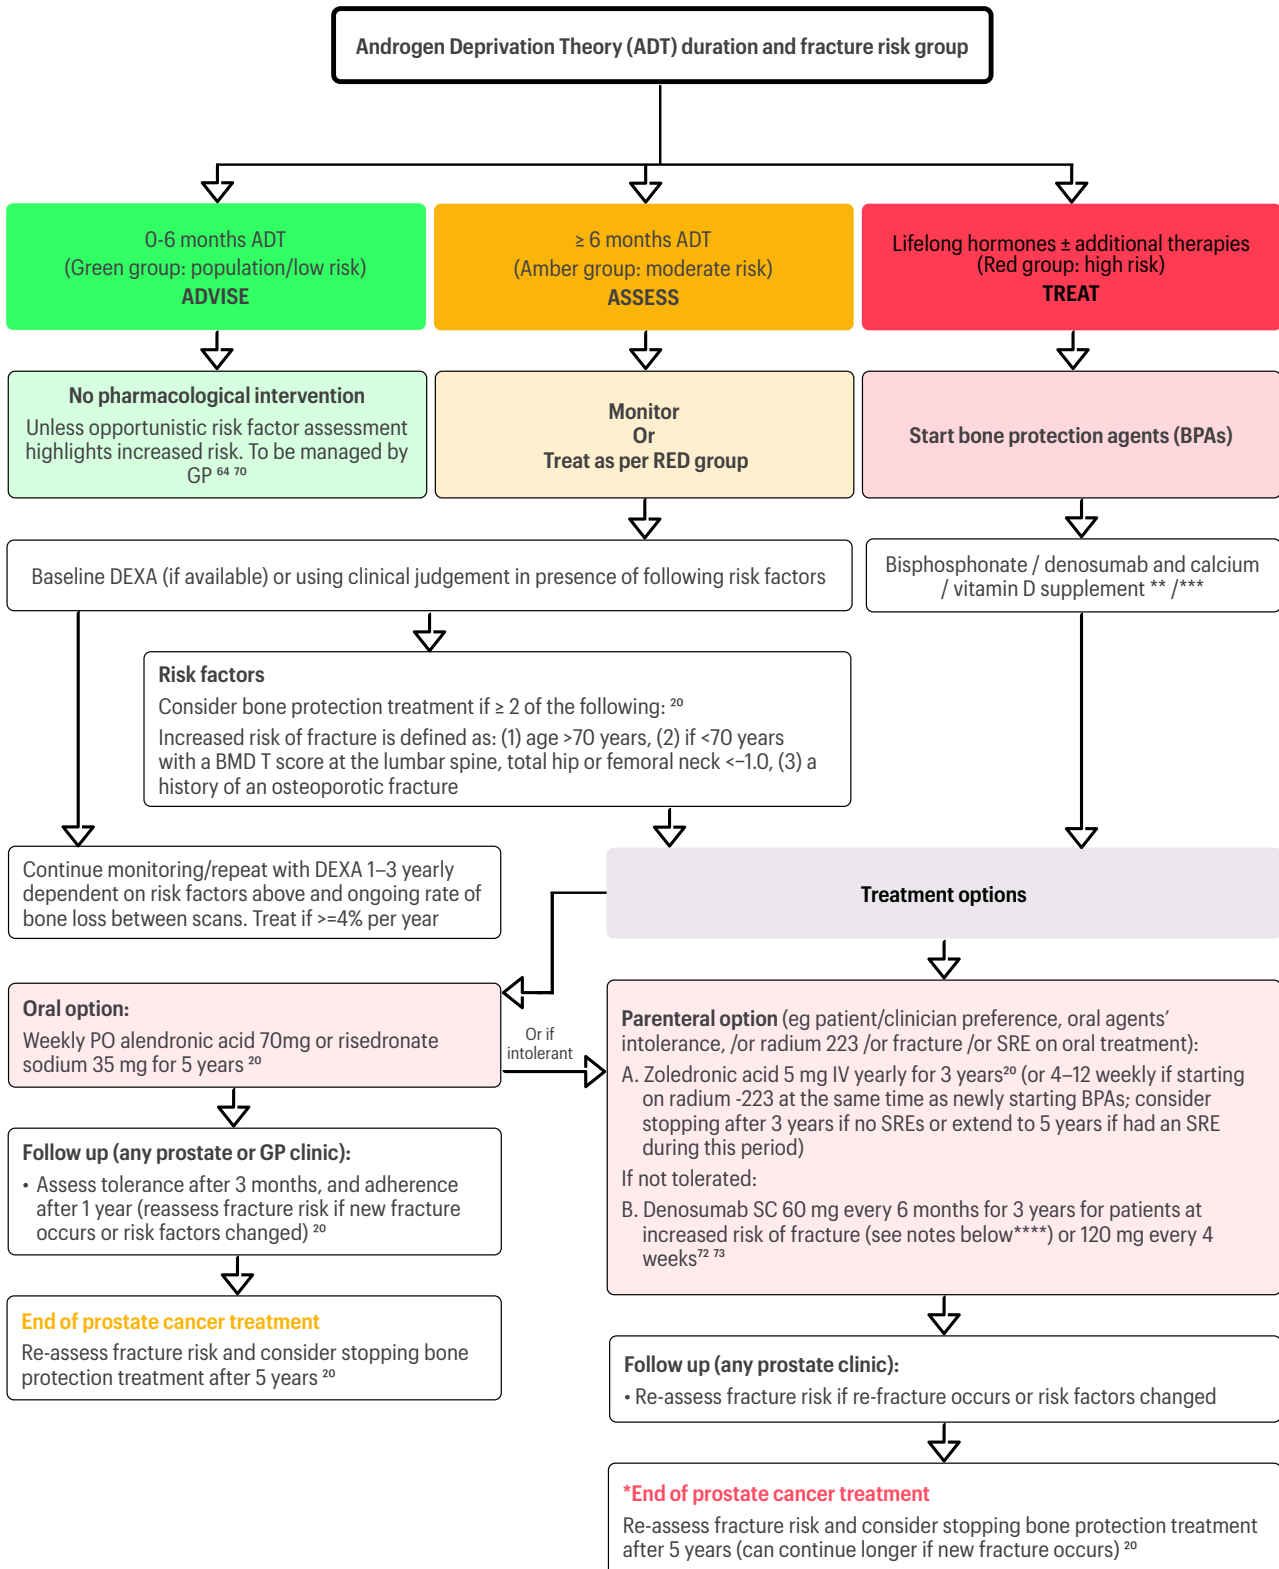 Androgen Deprivation Theory (ADT) duration and fracture risk group
0-6 months ADT
(Green group: population/low risk)
ADVISE
≥ 6 months ADT
(Amber group: moderate risk)
ASSESS
Lifelong hormones ± additional therapies
(Red group: high risk)
TREAT
No pharmacological intervention
Unless opportunistic risk factor assessment
highlights increased risk. To be managed by
GP 64 70
Monitor
Or
Treat as per RED group
Start bone protection agents (BPAs)
Baseline DEXA (if available) or using clinical judgement in presence of following risk factors
Bisphosphonate / denosumab and calcium
/ vitamin D supplement ** /***
Risk factors
Consider bone protection treatment if ≥ 2 of the following: 20
Increased risk of fracture is defined as: (1) age >70 years, (2) if <70 years
with a BMD T score at the lumbar spine, total hip or femoral neck <−1.0, (3) a
history of an osteoporotic fracture
Continue monitoring/repeat with DEXA 1–3 yearly
dependent on risk factors above and ongoing rate of
bone loss between scans. Treat if >=4% per year
Treatment options
Oral option:
Weekly PO alendronic acid 70mg or risedronate
sodium 35 mg for 5 years 20
Or if
intolerant
Parenteral option (eg patient/clinician preference, oral agents'
intolerance, /or radium 223 /or fracture /or SRE on oral treatment):
A. Zoledronic acid 5 mg IV yearly for 3 years20 (or 4–12 weekly if starting
on radium -223 at the same time as newly starting BPAs; consider
stopping after 3 years if no SREs or extend to 5 years if had an SRE
during this period)
If not tolerated:
B. Denosumab SC 60 mg every 6 months for 3 years for patients at
increased risk of fracture (see notes below****) or 120 mg every 4
weeks72 73
Follow up (any prostate or GP clinic):
• Assess tolerance after 3 months, and adherence
after 1 year (reassess fracture risk if new fracture
occurs or risk factors changed) 20
End of prostate cancer treatment
Re-assess fracture risk and consider stopping bone
protection treatment after 5 years 20
Follow up (any prostate clinic):
• Re-assess fracture risk if re-fracture occurs or risk factors changed
*End of prostate cancer treatment
Re-assess fracture risk and consider stopping bone protection treatment
after 5 years (can continue longer if new fracture occurs) 20